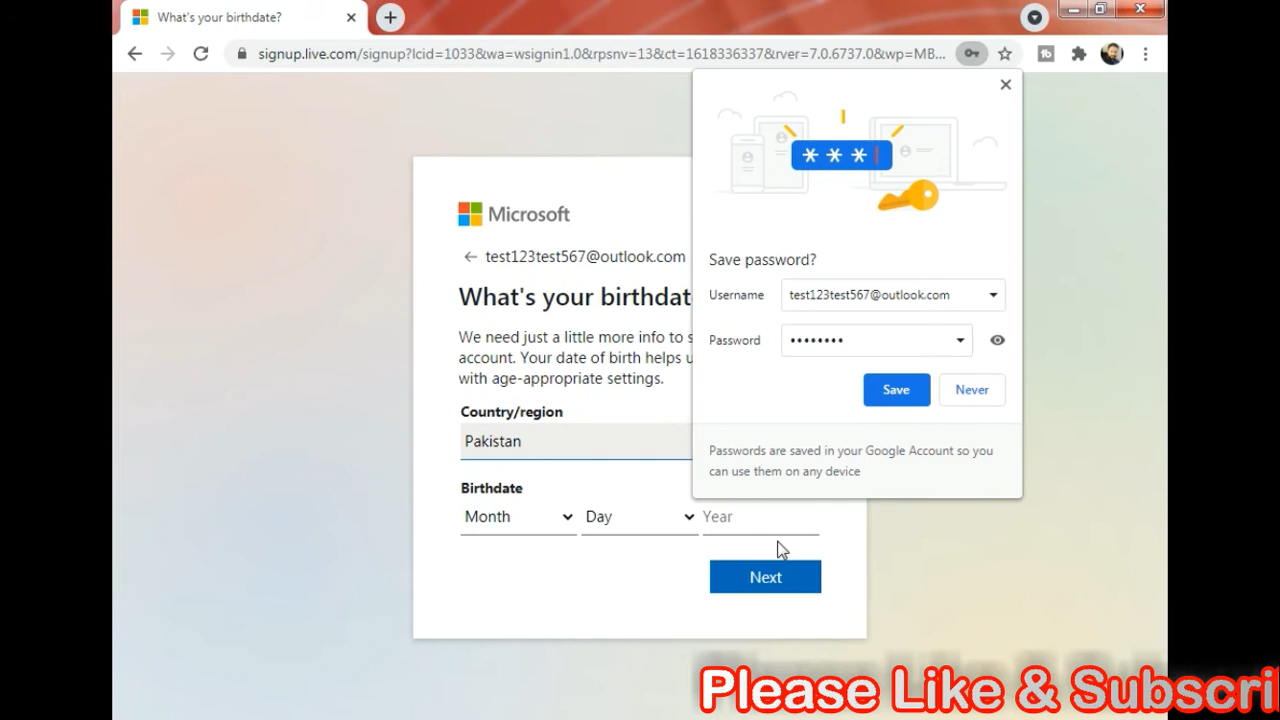 What's your birthdate?
signup.live.com/signup?lcid=1033&wa=wsignin1.0&rpsnv=13&ct=1618336337&rver=7.0.6737.0&wp=MB...
* * *
Microsoft
test123test567@outlook.com
What's your birthdat
We need just a little more info to s
account. Your date of birth helps u
with age-appropriate settings.
Country/region
Pakistan
Birthdate
Month
Day
Year
Next
Save password?
Username
test123test567@outlook.com
Password
••••••••
Save
Never
Passwords are saved in your Google Account so you
can use them on any device
Please Like & Subscri